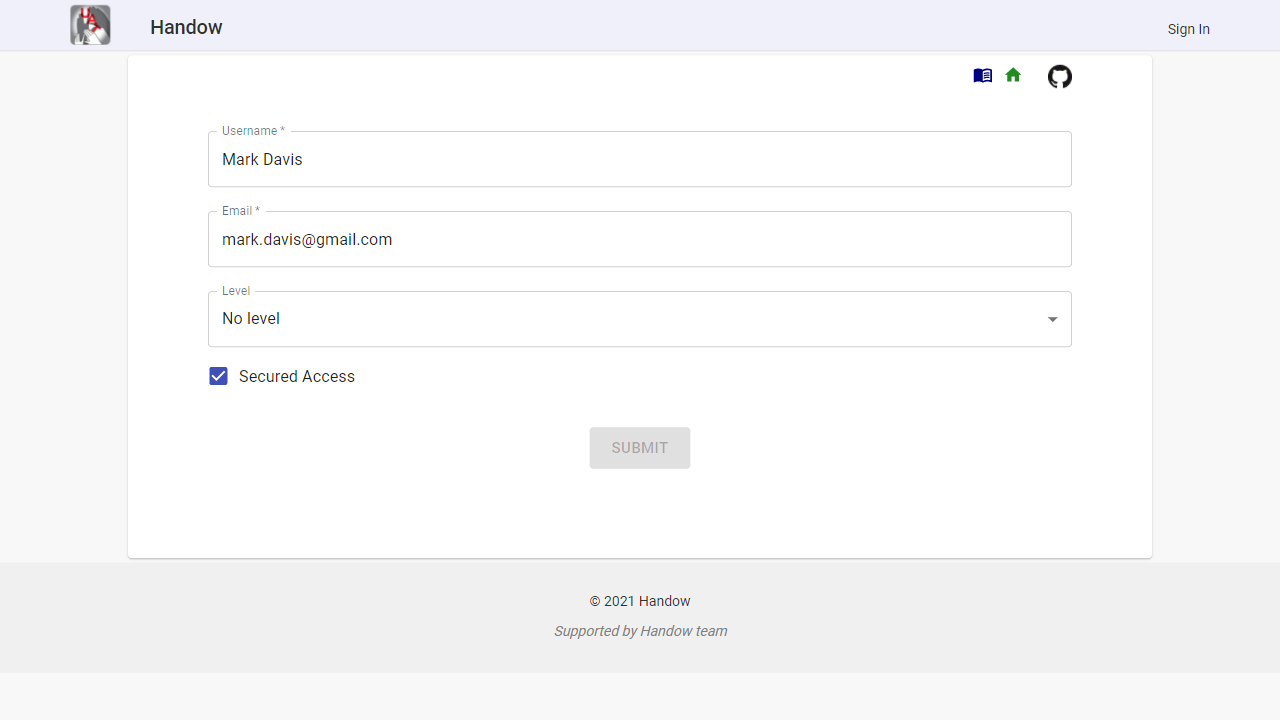 Handow
Sign In
Username *
Mark Davis
Email *
mark.davis@gmail.com
Level
No level
Secured Access
SUBMIT
© 2021 Handow
Supported by Handow team